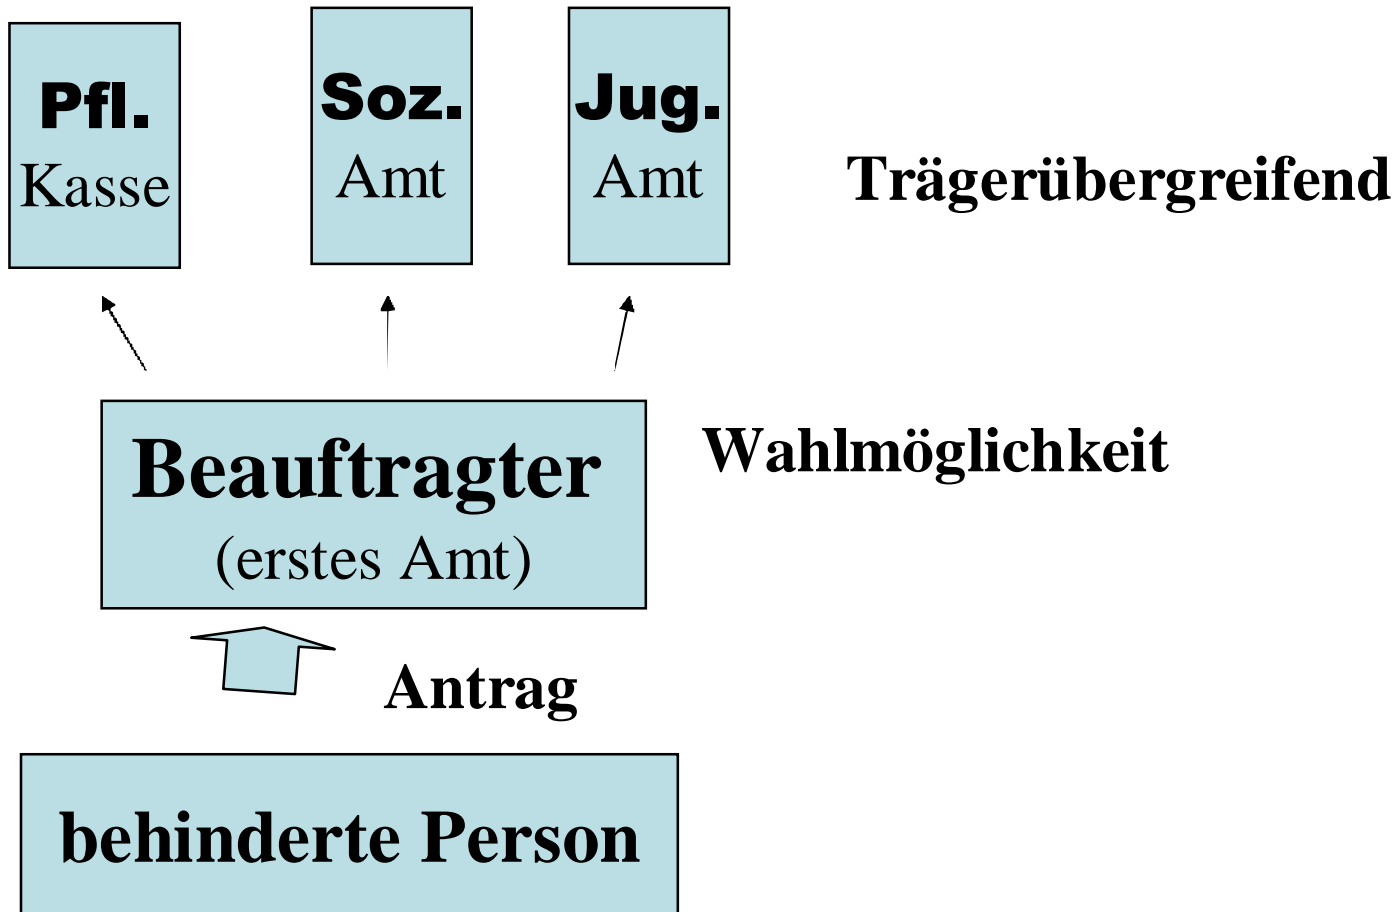 Pfl.
Kasse
Soz.
Amt
Jug.
Amt
Trägerübergreifend
Beauftragter
(erstes Amt)
Wahlmöglichkeit
Antrag
behinderte Person